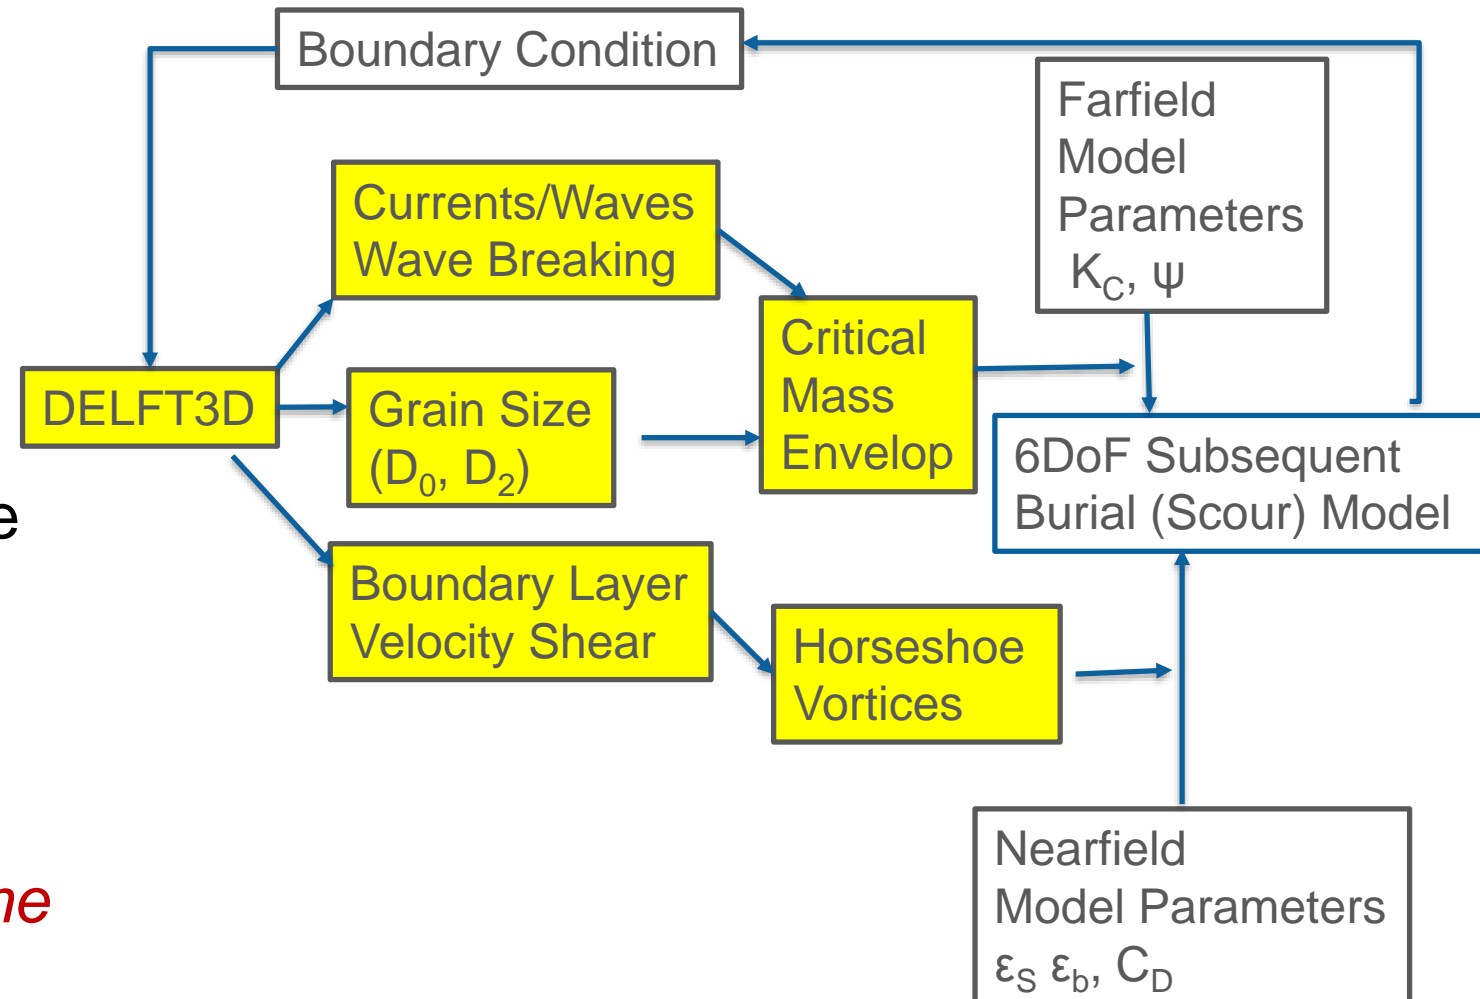 Boundary Condition
Farfield
Model
Parameters
K_C, ψ
Currents/Waves
Wave Breaking
Critical
Mass
Envelop
DELFT3D
Grain Size
(D_0, D_2)
6DoF Subsequent
Burial (Scour) Model
e
Boundary Layer
Velocity Shear
Horseshoe
Vortices
ne
Nearfield
Model Parameters
ε_S ε_b, C_D